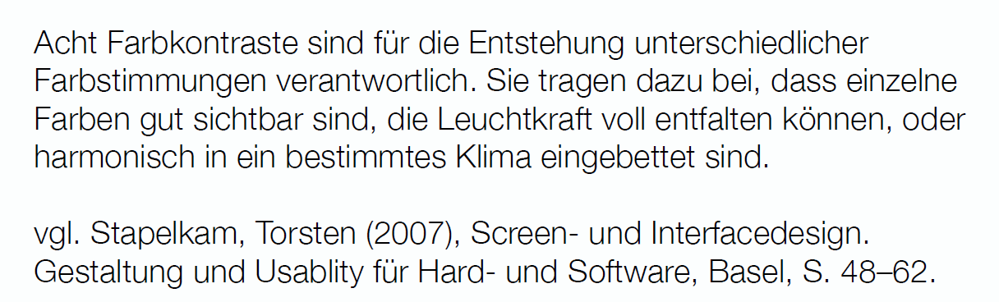 Acht Farbkontraste sind für die Entstehung unterschiedlicher
Farbstimmungen verantwortlich. Sie tragen dazu bei, dass einzelne
Farben gut sichtbar sind, die Leuchtkraft voll entfalten können, oder
harmonisch in ein bestimmtes Klima eingebettet sind.
vgl. Stapelkam, Torsten (2007), Screen- und Interfacedesign.
Gestaltung und Usablity für Hard- und Software, Basel, S. 48–62.